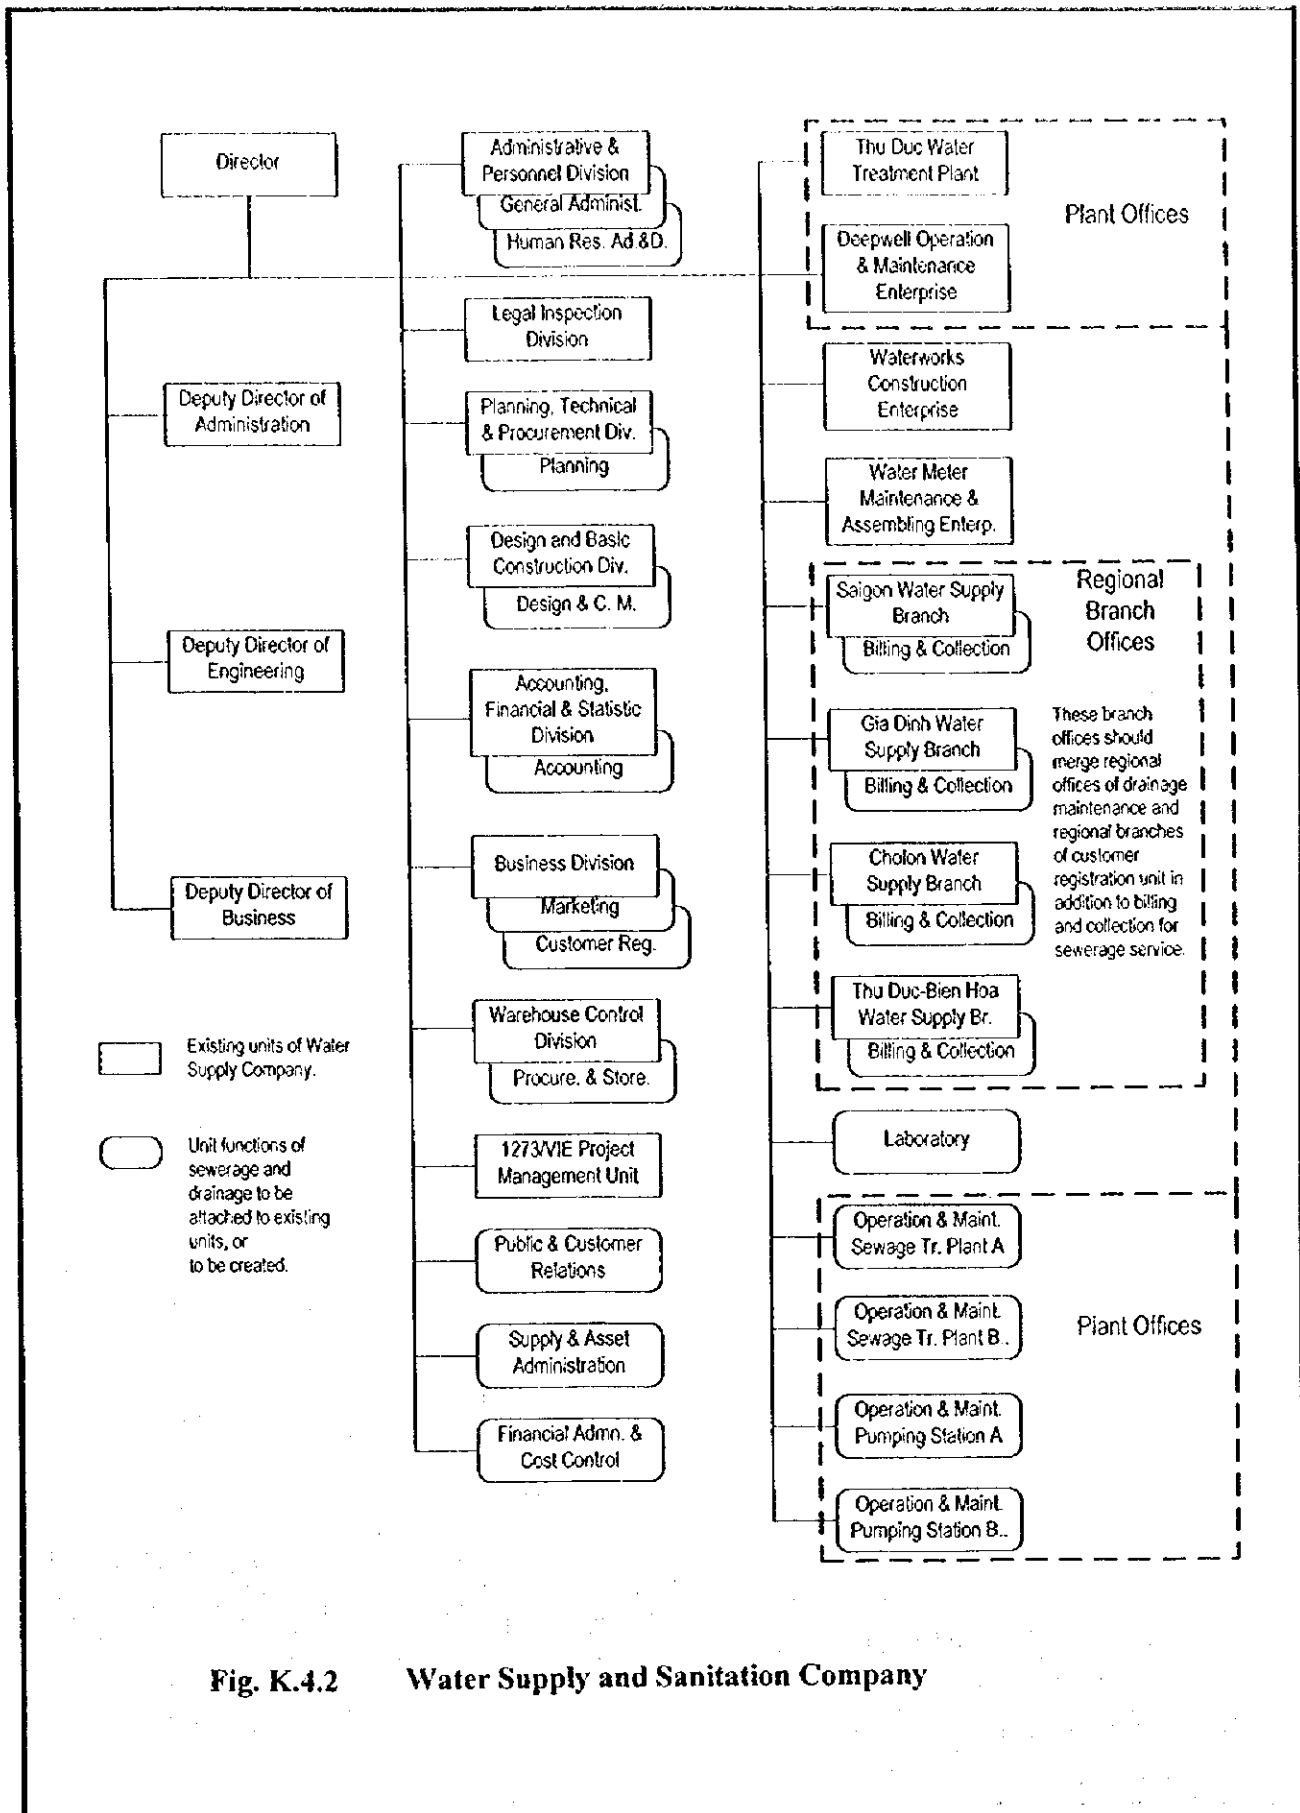 Director
Deputy Director of
Administration
Deputy Director of
Engineering
Deputy Director of
Business
Existing units of Water
Supply Company.
Unit functions of
sewerage and
drainage to be
attached to existing
units, or
to be created.
Administrative &
Personnel Division
General Administ.
Human Res. Ad.&D.
Legal Inspection
Division
Planning, Technical
& Procurement Div.
Planning
Design and Basic
Construction Div.
Design & C. M.
Accounting,
Financial & Statistic
Division
Accounting
Business Division
Marketing
Customer Reg.
Warehouse Control
Division
Procure. & Store.
1273/VIE Project
Management Unit
Public & Customer
Relations
Supply & Asset
Administration
Financial Admn. &
Cost Control
Thu Duc Water
Treatment Plant
Plant Offices
Deepwell Operation
& Maintenance
Enterprise
Waterworks
Construction
Enterprise
Water Meter
Maintenance &
Assembling Enterp.
Regional
Branch
Offices
Saigon Water Supply
Branch
Billing & Collection
Gia Dinh Water
Supply Branch
Billing & Collection
These branch
offices should
merge regional
offices of drainage
maintenance and
regional branches
of customer
registration unit in
addition to billing
and collection for
sewerage service.
Cholon Water
Supply Branch
Billing & Collection
Thu Duc-Bien Hoa
Water Supply Br.
Billing & Collection
Laboratory
Operation & Maint.
Sewage Tr. Plant A
Operation & Maint.
Sewage Tr. Plant B..
Plant Offices
Operation & Maint.
Pumping Station A
Operation & Maint.
Pumping Station B..
Fig. K.4.2 Water Supply and Sanitation Company